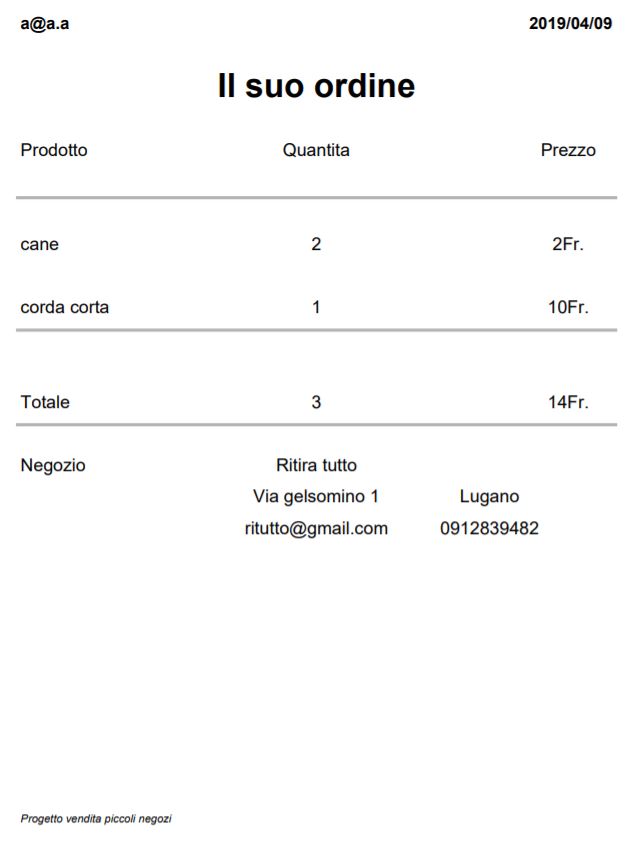 a@a.a 2019/04/09
Il suo ordine
Prodotto Quantita Prezzo
cane 2 2Fr.
corda corta 1 10Fr.
Totale 3 14Fr.
Negozio Ritira tutto
Via gelsomino 1 Lugano
ritutto@gmail.com 0912839482
Progetto vendita piccoli negozi